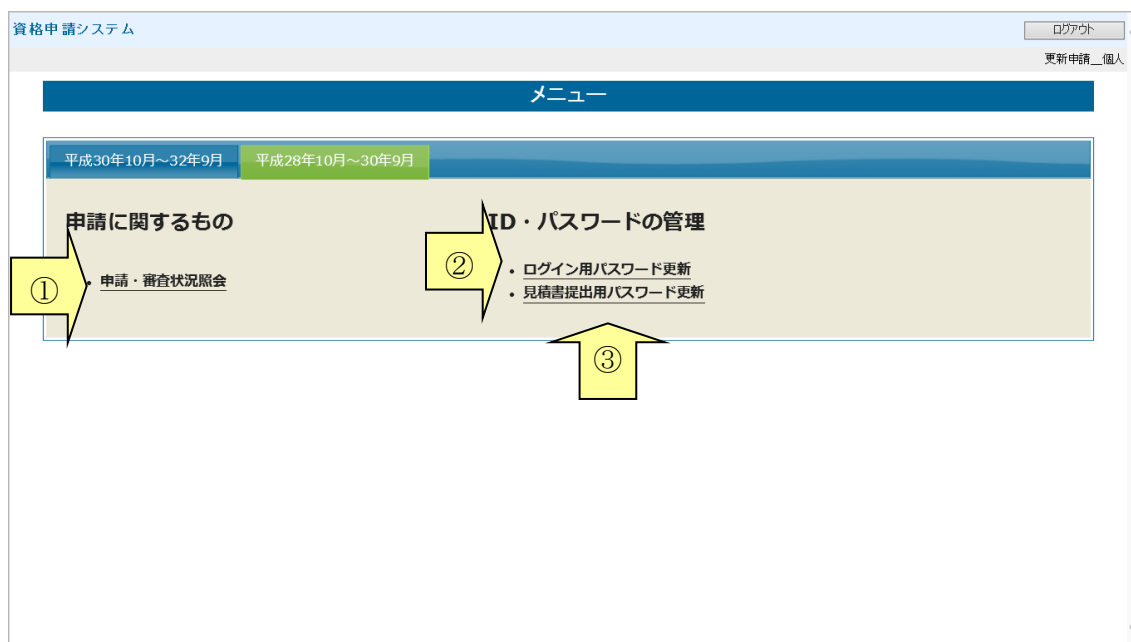 資格申請システム
ログアウト
更新申請__個人
メニュー
平成30年10月～32年9月 平成28年10月～30年9月
申請に関するもの
① ・申請・審査状況照会
ID・パスワードの管理
② ・ログイン用パスワード更新
・見積書提出用パスワード更新
③